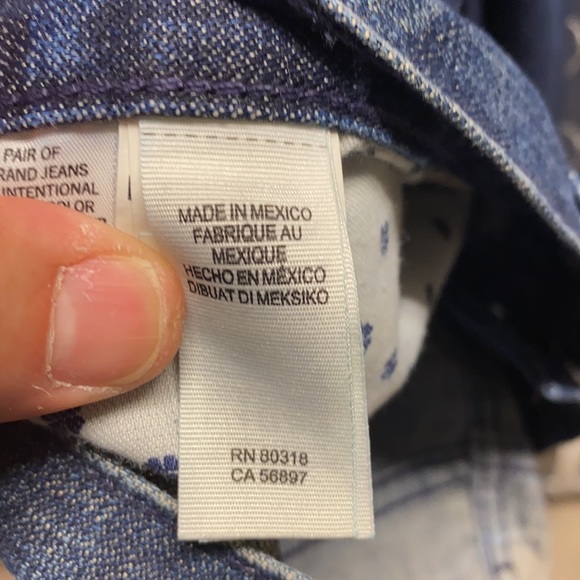 PAIR OF
RAND JEANS
INTENTIONAL
COLOR
MADE IN MEXICO
FABRIQUE AU
MEXIQUE
HECHO EN MÉXICO
DIBUAT DI MEKSIKO
RN 80318
CA 56897